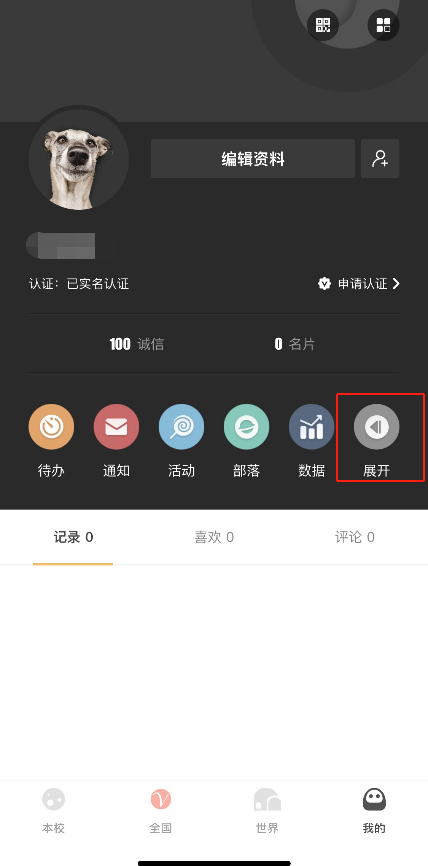 编辑资料
认证：已实名认证
申请认证
100 诚信
0 名片
待办
通知
活动
部落
数据
展开
记录 0
喜欢 0
评论 0
本校
全国
世界
我的